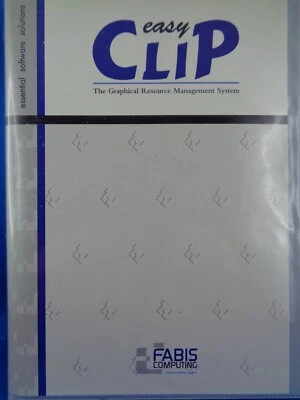 essential software solutions
easy
CLIP
The Graphical Resource Management System
FABIS
COMPUTING